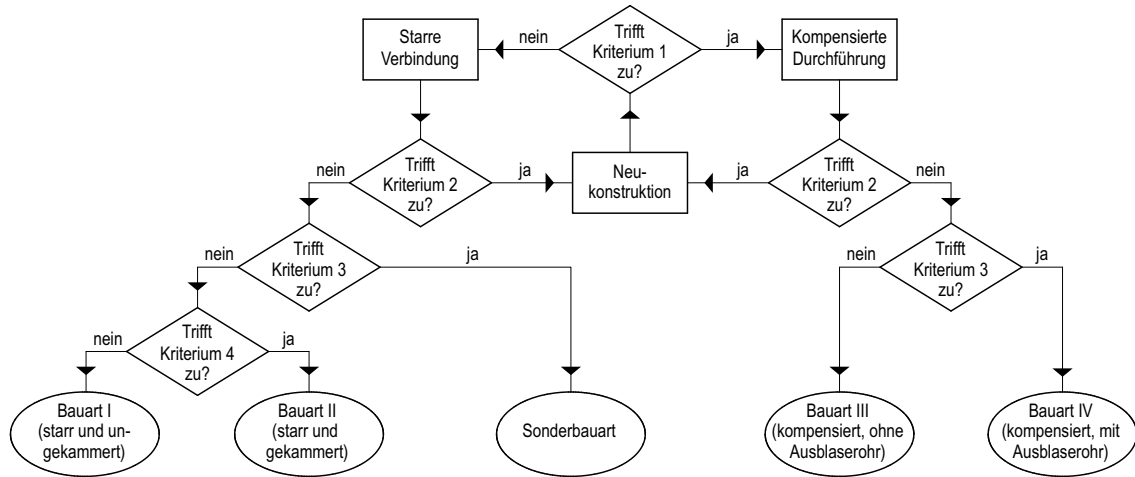 Starre
Verbindung
nein
Trifft
Kriterium 1
zu?
ja
Kompensierte
Durchführung
nein
Trifft
Kriterium 2
zu?
ja
Neu-
konstruktion
ja
Trifft
Kriterium 2
zu?
nein
nein
Trifft
Kriterium 3
zu?
ja
nein
Trifft
Kriterium 3
zu?
ja
nein
Trifft
Kriterium 4
zu?
ja
Bauart I
(starr und un-
gekammert)
Bauart II
(starr und
gekammert)
Sonderbauart
Bauart III
(kompensiert, ohne
Ausblaserohr)
Bauart IV
(kompensiert, mit
Ausblaserohr)